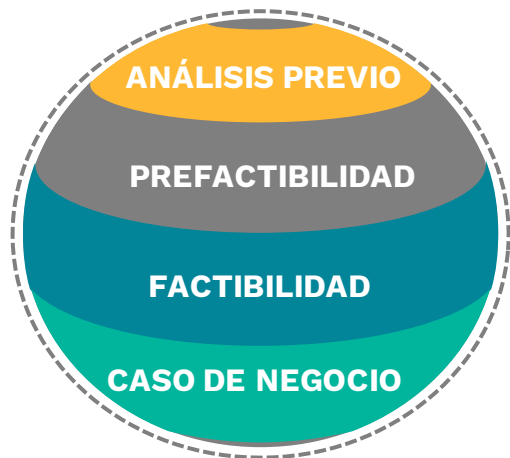 ANÁLISIS PREVIO
PREFACTIBILIDAD
FACTIBILIDAD
CASO DE NEGOCIO